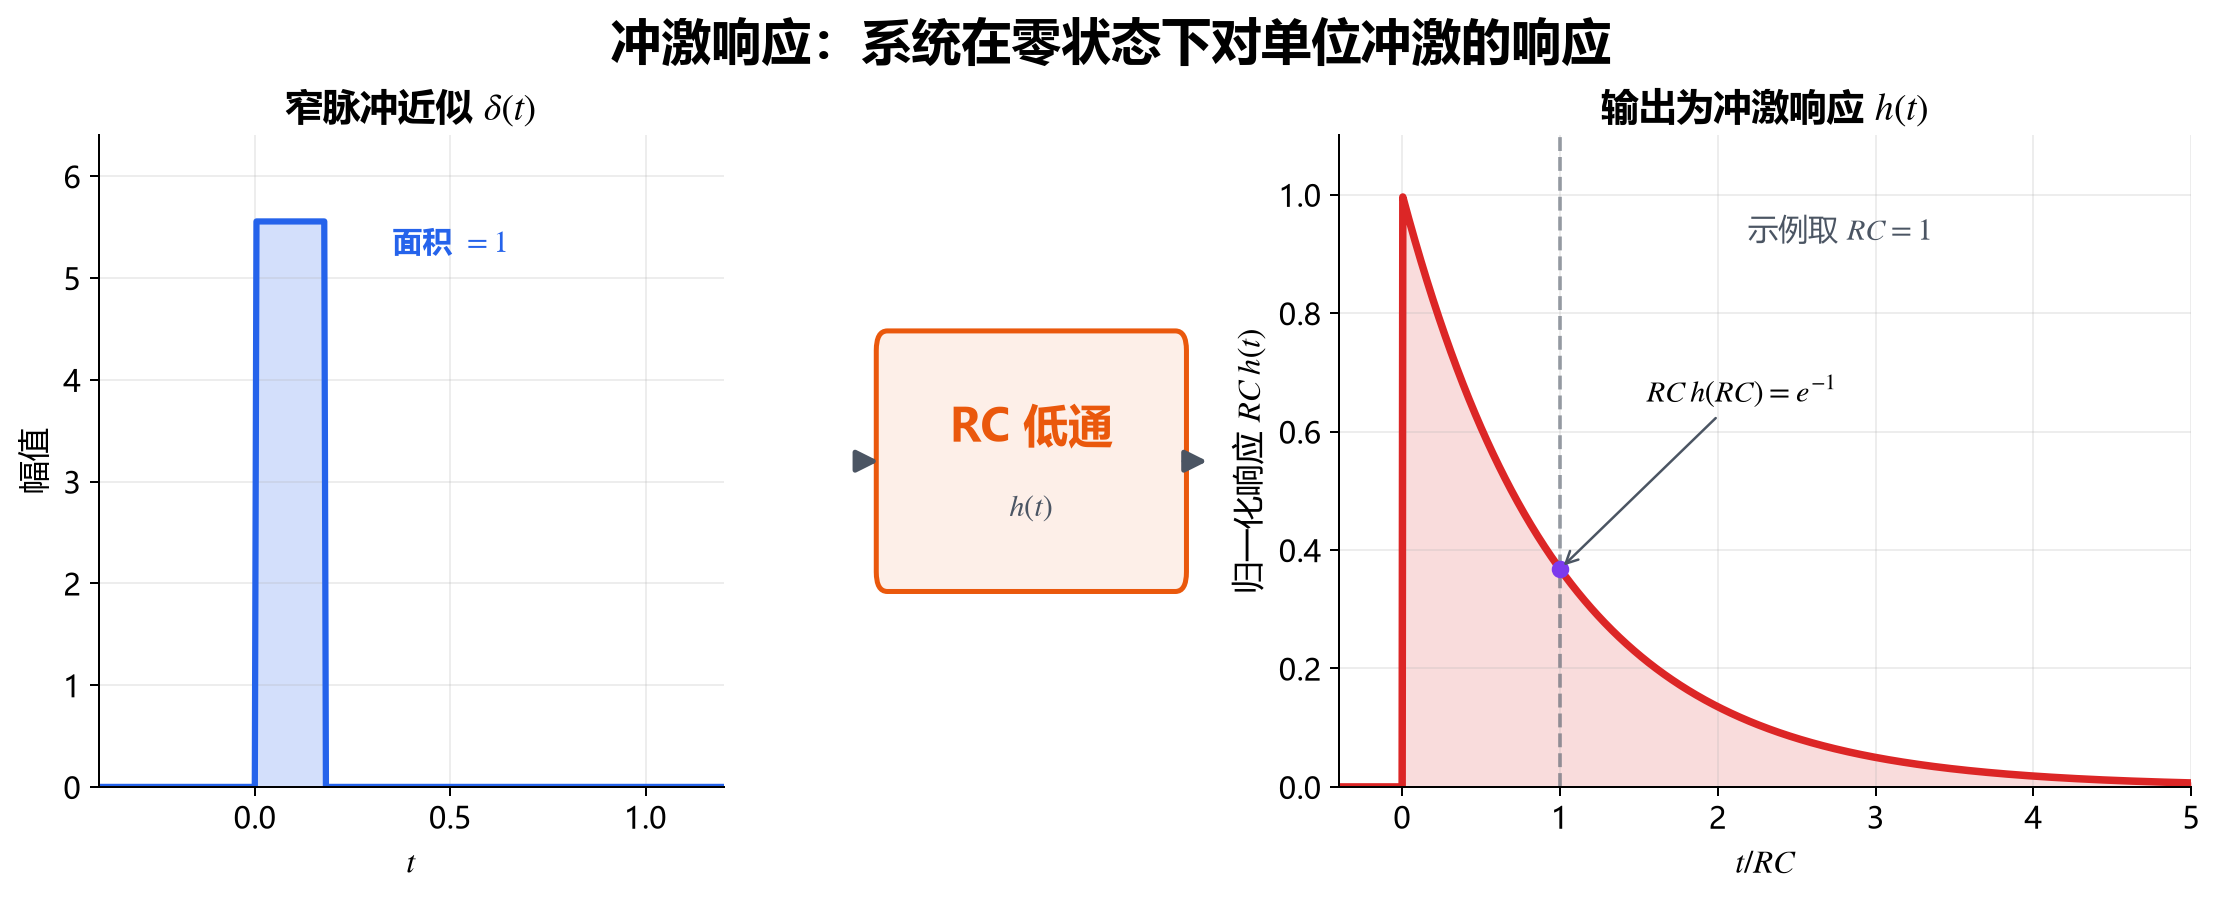 冲激响应：系统在零状态下对单位冲激的响应
窄脉冲近似 δ(t)
幅值
6
5
4
3
2
1
0
面积 = 1
0.0 0.5 1.0
t
RC 低通
h(t)
输出为冲激响应 h(t)
归一化响应 RC h(t)
1.0
0.8
0.6
0.4
0.2
0.0
示例取 RC = 1
RC h(RC) = e⁻¹
0 1 2 3 4 5
t/RC